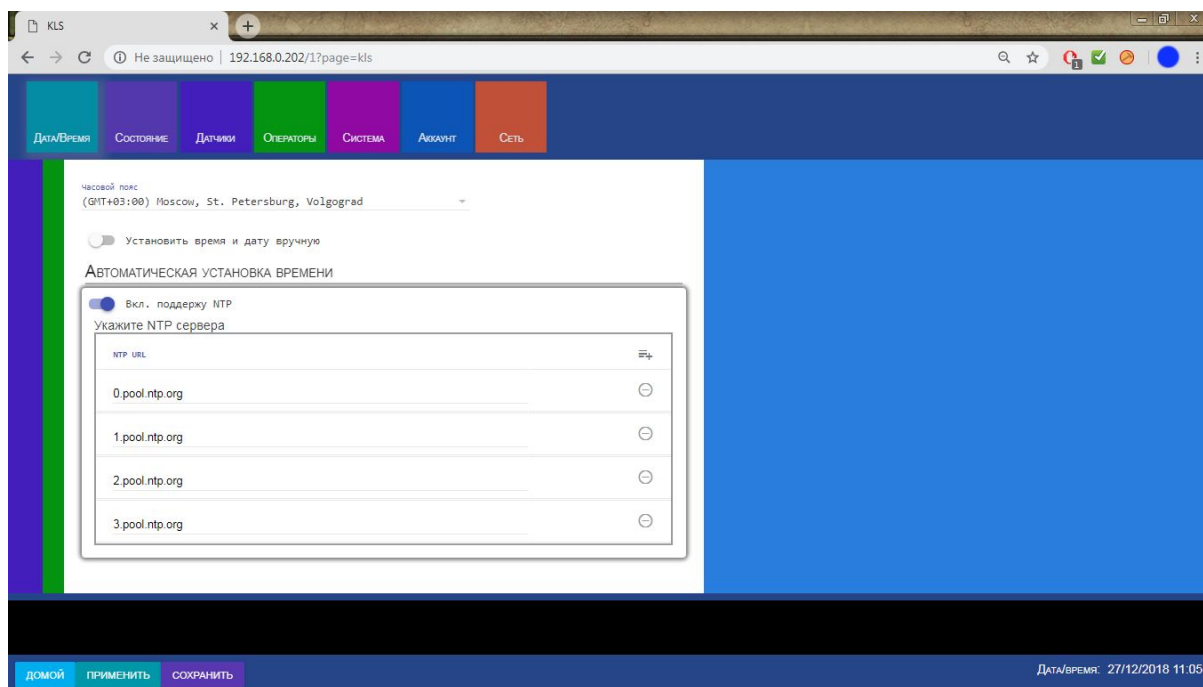 KLS
Не защищено 192.168.0.202/1?page=kls
1
Дата/Время Состояние Датчики Операторы Система Аккаунт Сеть
Часовой пояс
(GMT+03:00) Moscow, St. Petersburg, Volgograd
Установить время и дату вручную
Автоматическая установка времени
Вкл. поддержу NTP
Укажите NTP сервера
NTP URL
0.pool.ntp.org
1.pool.ntp.org
2.pool.ntp.org
3.pool.ntp.org
ДОМОЙ ПРИМЕНИТЬ СОХРАНИТЬ
Дата/время: 27/12/2018 11:05